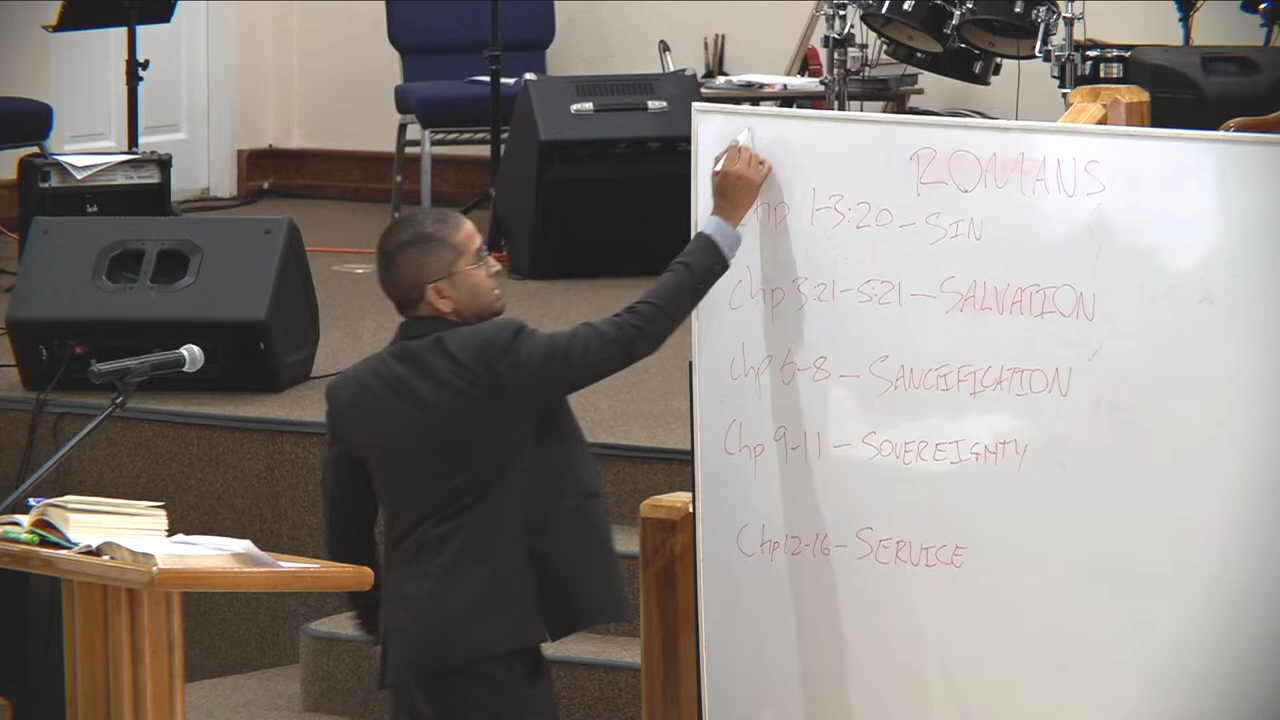 ROMANS
Chp 1-3:20 - SIN
Chp 3:21-5:21 - SALVATION
Chp 6-8 - SANCTIFICATION
Chp 9-11 - SOVEREIGNTY
Chp 12-16 - SERVICE